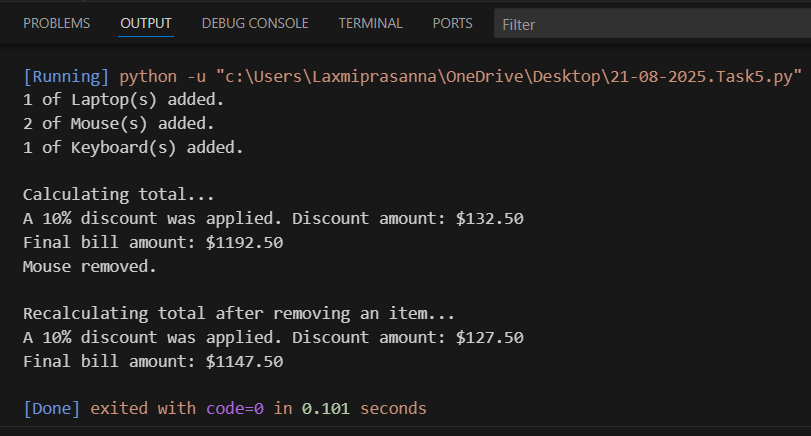 PROBLEMS OUTPUT DEBUG CONSOLE TERMINAL PORTS Filter
[Running] python -u "c:\Users\Laxmiprasanna\OneDrive\Desktop\21-08-2025.Task5.py"
1 of Laptop(s) added.
2 of Mouse(s) added.
1 of Keyboard(s) added.
Calculating total...
A 10% discount was applied. Discount amount: $132.50
Final bill amount: $1192.50
Mouse removed.
Recalculating total after removing an item...
A 10% discount was applied. Discount amount: $127.50
Final bill amount: $1147.50
[Done] exited with code=0 in 0.101 seconds